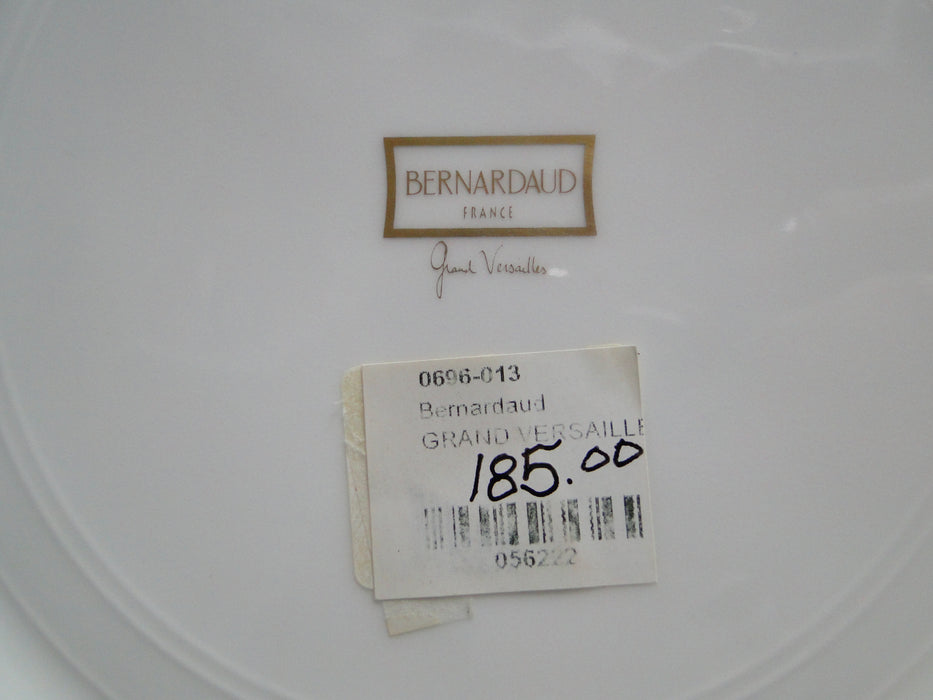 BERNARDAUD
FRANCE
Grand Versailles
0696-013
Bernardaud
GRAND VERSAILLE
185.00
056222